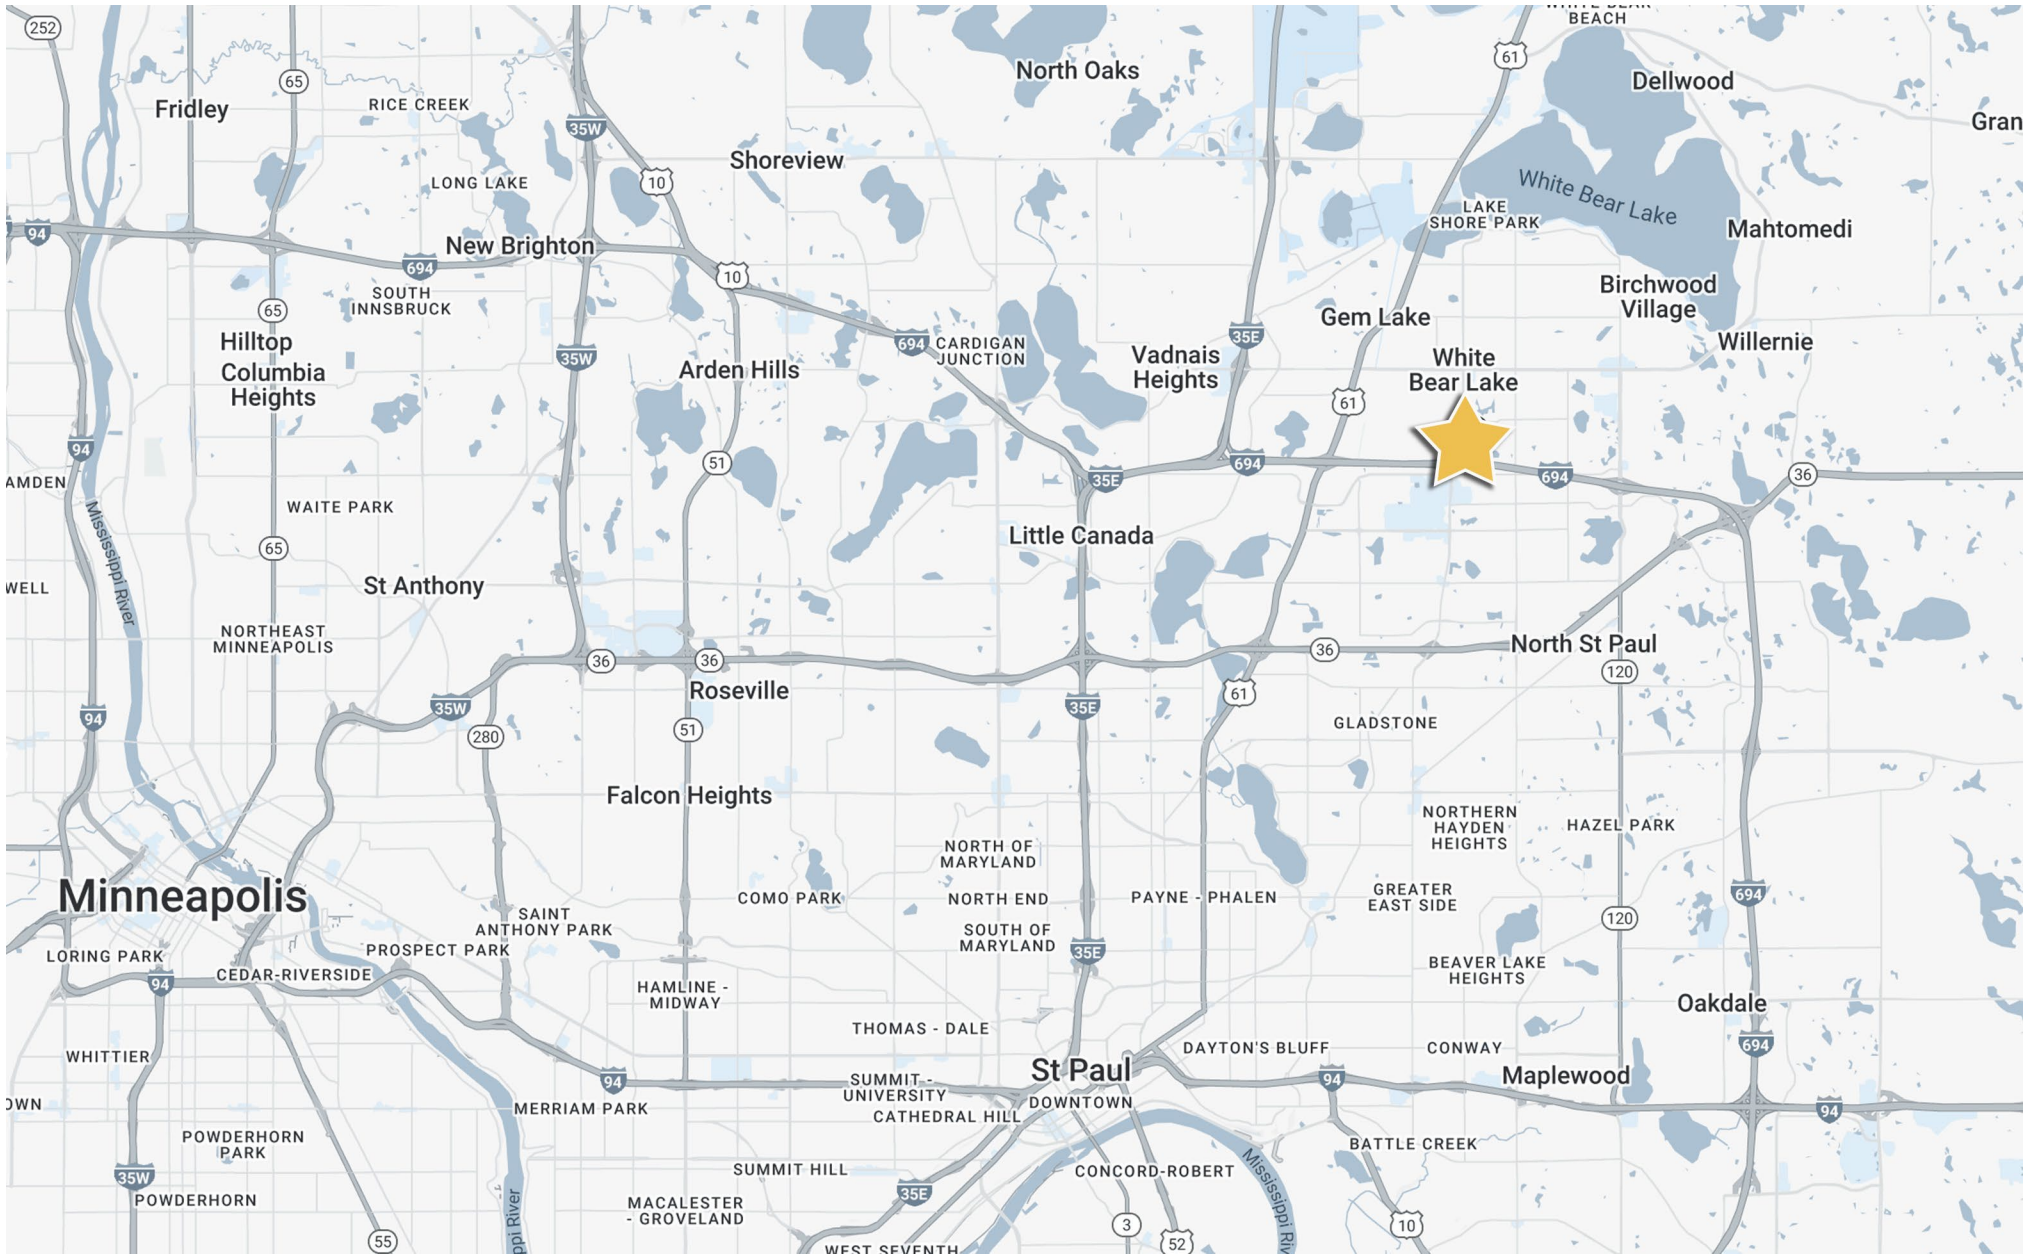 252
WHITE BEAR
BEACH
61
65
North Oaks
Dellwood
Fridley
RICE CREEK
35W
Gran
Shoreview
10
LONG LAKE
White Bear Lake
LAKE
SHORE PARK
Mahtomedi
94
New Brighton
694
10
SOUTH
INNSBRUCK
65
Birchwood
Village
Gem Lake
35E
Hilltop
35W
694
CARDIGAN
JUNCTION
Willernie
Columbia
Heights
Arden Hills
Vadnais
Heights
White
Bear Lake
61
94
51
35E
694
694
36
AMDEN
WAITE PARK
Mississippi River
Little Canada
65
St Anthony
WELL
NORTHEAST
MINNEAPOLIS
36
36
36
North St Paul
120
Roseville
61
35W
35E
94
280
51
GLADSTONE
Falcon Heights
NORTHERN
HAYDEN
HEIGHTS
HAZEL PARK
NORTH OF
MARYLAND
Minneapolis
COMO PARK
NORTH END
PAYNE - PHALEN
GREATER
EAST SIDE
694
120
SAINT
ANTHONY PARK
SOUTH OF
MARYLAND
35E
LORING PARK
PROSPECT PARK
CEDAR-RIVERSIDE
94
BEAVER LAKE
HEIGHTS
HAMLINE -
MIDWAY
Oakdale
THOMAS - DALE
694
WHITTIER
DAYTON'S BLUFF
CONWAY
St Paul
94
94
Maplewood
SUMMIT -
UNIVERSITY
OWN
MERRIAM PARK
CATHEDRAL HILL
DOWNTOWN
94
POWDERHORN
PARK
BATTLE CREEK
35W
SUMMIT HILL
CONCORD-ROBERT
Mississippi Riv
POWDERHORN
35E
MACALESTER
- GROVELAND
ppi River
55
3
52
10
WEST SEVENTH